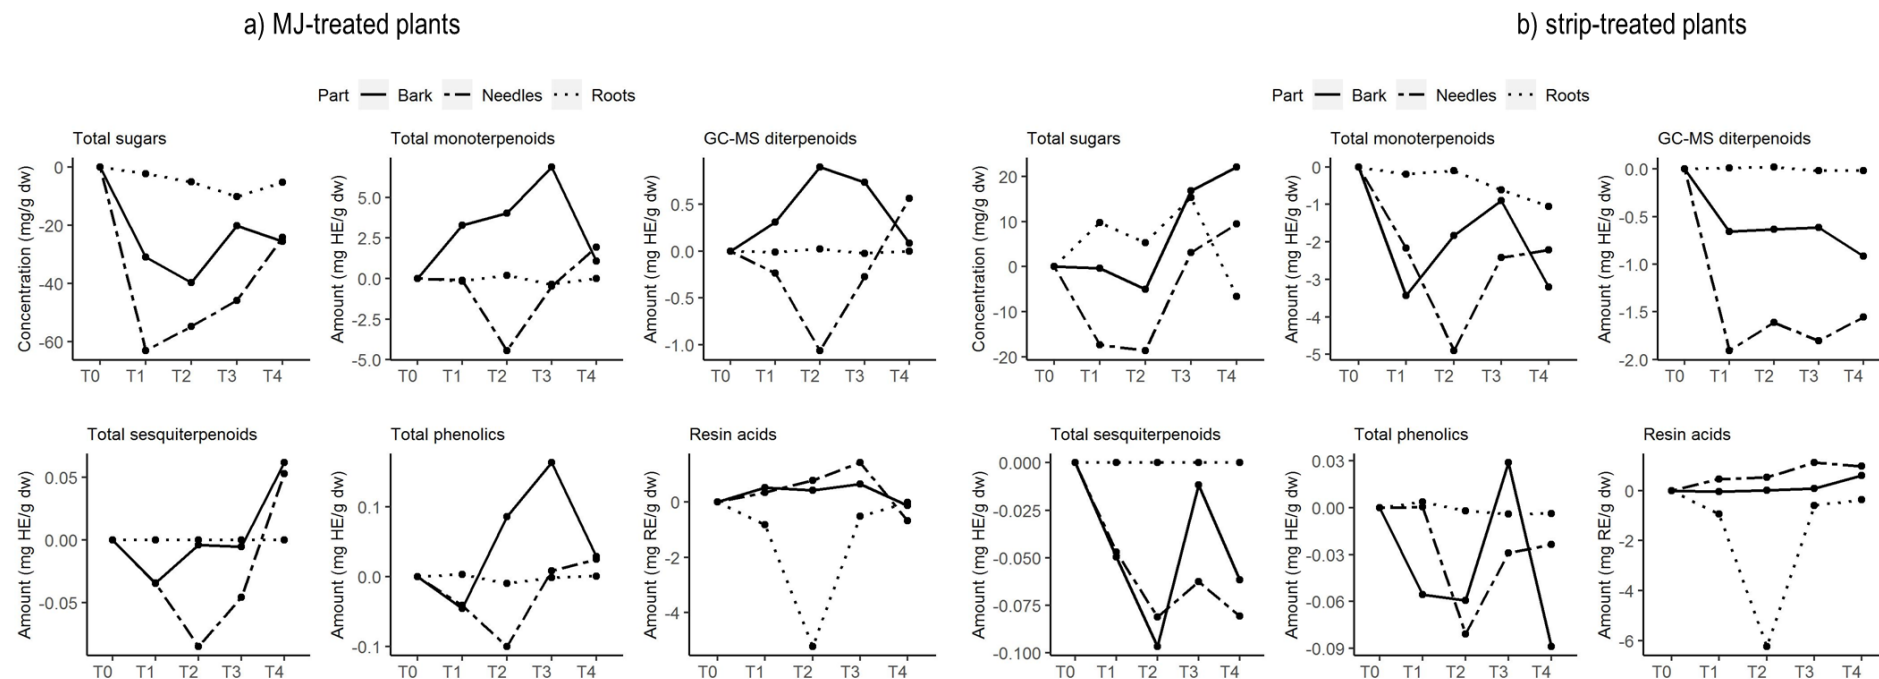 a) MJ-treated plants
b) strip-treated plants
Part Bark Needles Roots
Part Bark Needles Roots
Total sugars
Concentration (mg/g dw)
0
-20
-40
-60
T0 T1 T2 T3 T4
Total monoterpenoids
Amount (mg HE/g dw)
5.0
2.5
0.0
-2.5
-5.0
T0 T1 T2 T3 T4
GC-MS diterpenoids
Amount (mg HE/g dw)
0.5
0.0
-0.5
-1.0
T0 T1 T2 T3 T4
Total sugars
Concentration (mg/g dw)
20
10
0
-10
-20
T0 T1 T2 T3 T4
Total monoterpenoids
Amount (mg HE/g dw)
0
-1
-2
-3
-4
-5
T0 T1 T2 T3 T4
GC-MS diterpenoids
Amount (mg HE/g dw)
0.0
-0.5
-1.0
-1.5
-2.0
T0 T1 T2 T3 T4
Total sesquiterpenoids
Amount (mg HE/g dw)
0.05
0.00
-0.05
T0 T1 T2 T3 T4
Total phenolics
Amount (mg HE/g dw)
0.1
0.0
-0.1
T0 T1 T2 T3 T4
Resin acids
Amount (mg RE/g dw)
0
-2
-4
T0 T1 T2 T3 T4
Total sesquiterpenoids
Amount (mg HE/g dw)
0.000
-0.025
-0.050
-0.075
-0.100
T0 T1 T2 T3 T4
Total phenolics
Amount (mg HE/g dw)
0.03
0.00
-0.03
-0.06
-0.09
T0 T1 T2 T3 T4
Resin acids
Amount (mg RE/g dw)
0
-2
-4
-6
T0 T1 T2 T3 T4